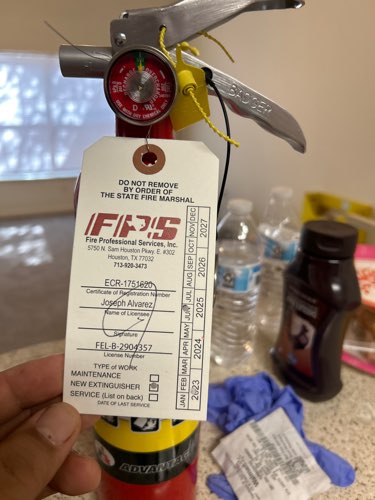 BADGER
DO NOT REMOVE
BY ORDER OF
THE STATE FIRE MARSHAL
FPS
Fire Professional Services, Inc.
5750 N. Sam Houston Pkwy, E. #302
Houston, TX 77032
713-920-3473
ECR-1751620
Certificate of Registration Number
Joseph Alvarez
Name of Licensee
Signature
FEL-B-2904357
License Number
TYPE OF WORK
MAINTENANCE
NEW EXTINGUISHER
SERVICE (List on back)
DATE OF LAST SERVICE
JAN FEB MAR APR MAY JUN JUL AUG SEP OCT NOV DEC
2023 2024 2025 2026 2027
ADVANTAGE